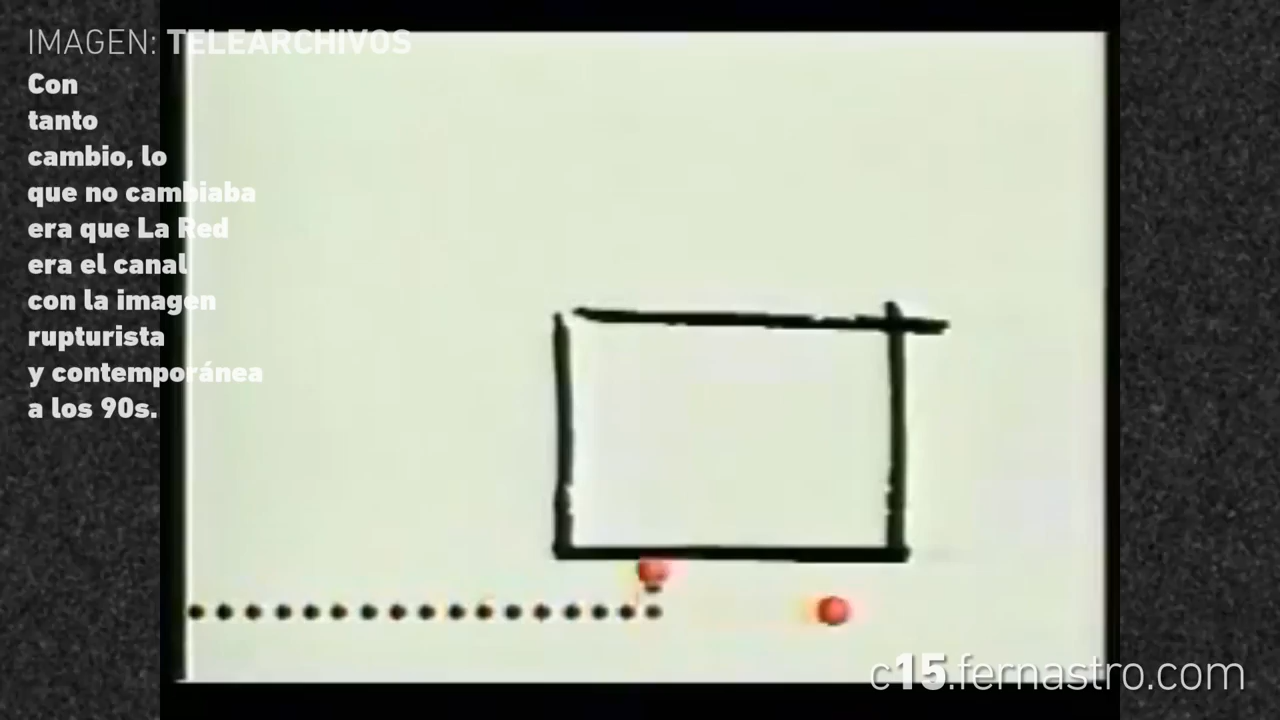 IMAGEN: TELEARCHIVOS
Con
tanto
cambio, lo
que no cambiaba
era que La Red
era el canal
con la imagen
rupturista
y contemporánea
a los 90s.
c15.fernastro.com